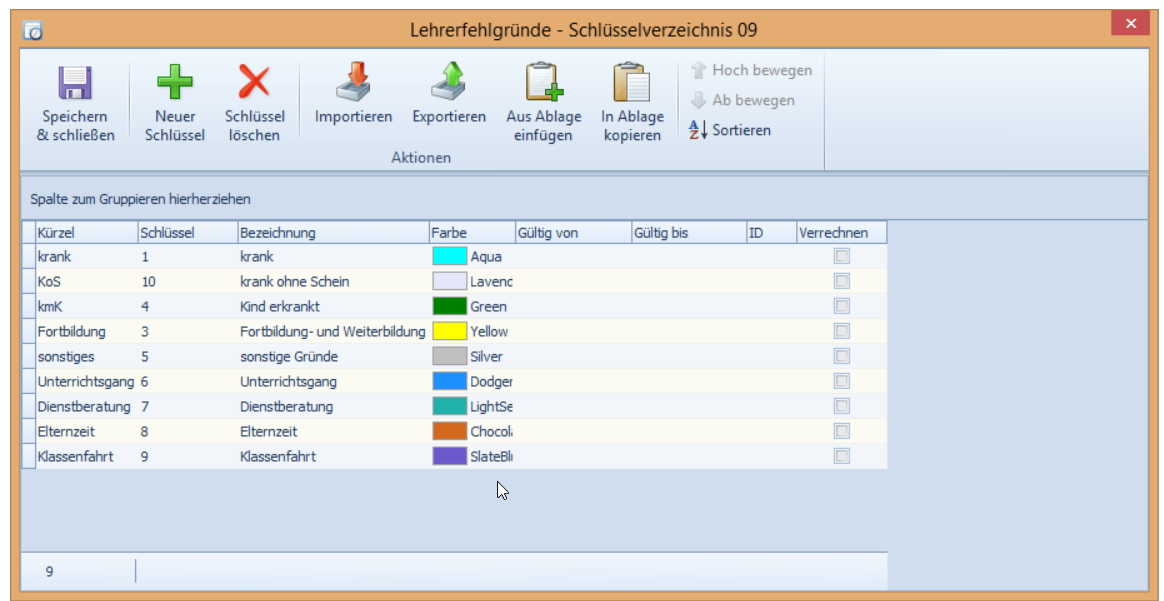 Lehrerfehlgründe - Schlüsselverzeichnis 09
Speichern & schließen
Neuer Schlüssel
Schlüssel löschen
Importieren
Exportieren
Aus Ablage einfügen
In Ablage kopieren
Hoch bewegen
Ab bewegen
Sortieren
Aktionen
Spalte zum Gruppieren hierherziehen
Kürzel Schlüssel Bezeichnung Farbe Gültig von Gültig bis ID Verrechnen
krank 1 krank Aqua
KoS 10 krank ohne Schein Lavend
kmK 4 Kind erkrankt Green
Fortbildung 3 Fortbildung- und Weiterbildung Yellow
sonstiges 5 sonstige Gründe Silver
Unterrichtsgang 6 Unterrichtsgang Dodger
Dienstberatung 7 Dienstberatung LightSe
Elternzeit 8 Elternzeit Chocol
Klassenfahrt 9 Klassenfahrt SlateBl
9